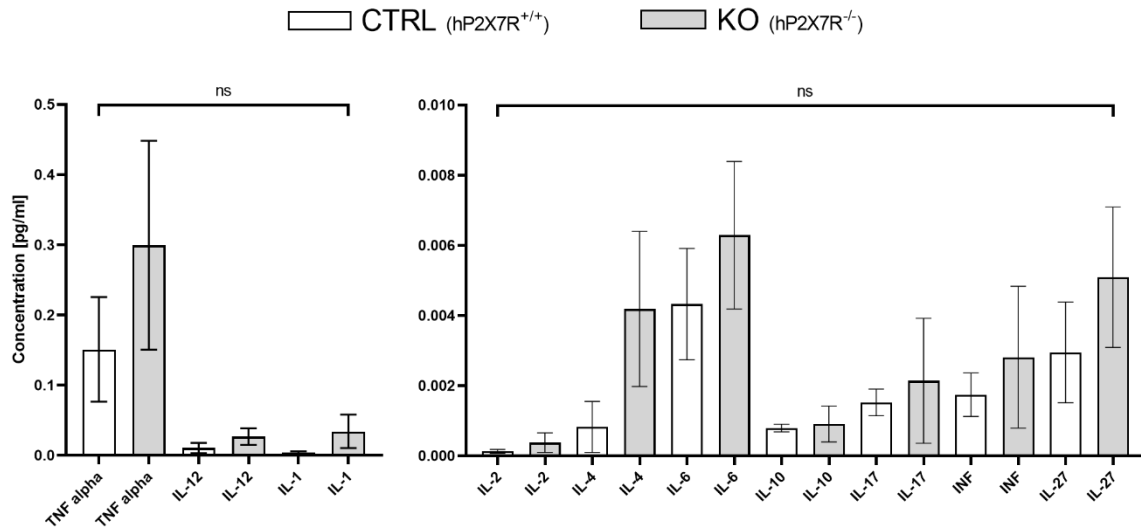 CTRL (hP2X7R+/+) KO (hP2X7R-/-)
ns
0.5
0.4
0.3
0.2
0.1
0.0
Concentration [pg/ml]
TNF alpha
TNF alpha
IL-12
IL-12
IL-1
IL-1
ns
0.010
0.008
0.006
0.004
0.002
0.000
IL-2
IL-2
IL-4
IL-4
IL-6
IL-6
IL-10
IL-10
IL-17
IL-17
INF
INF
IL-27
IL-27